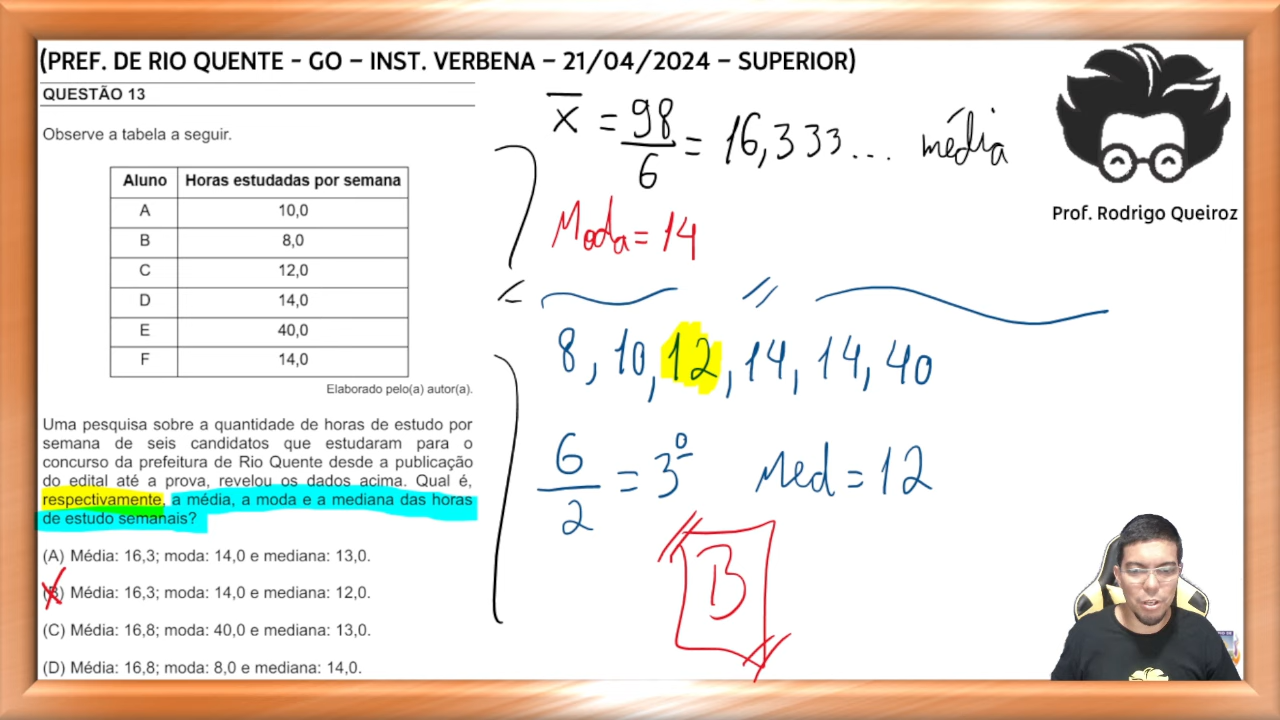 (PREF. DE RIO QUENTE - GO – INST. VERBENA – 21/04/2024 – SUPERIOR)
QUESTÃO 13
Observe a tabela a seguir.
Aluno Horas estudadas por semana
A 10,0
B 8,0
C 12,0
D 14,0
E 40,0
F 14,0
Elaborado pelo(a) autor(a).
Uma pesquisa sobre a quantidade de horas de estudo por
semana de seis candidatos que estudaram para o
concurso da prefeitura de Rio Quente desde a publicação
do edital até a prova, revelou os dados acima. Qual é,
respectivamente, a média, a moda e a mediana das horas
de estudo semanais?
(A) Média: 16,3; moda: 14,0 e mediana: 13,0.
(B) Média: 16,3; moda: 14,0 e mediana: 12,0.
(C) Média: 16,8; moda: 40,0 e mediana: 13,0.
(D) Média: 16,8; moda: 8,0 e mediana: 14,0.
x̄ = 98/6 = 16,333... média
Moda = 14
8, 10, 12, 14, 14, 40
6/2 = 3º Med = 12
B
Prof. Rodrigo Queiroz